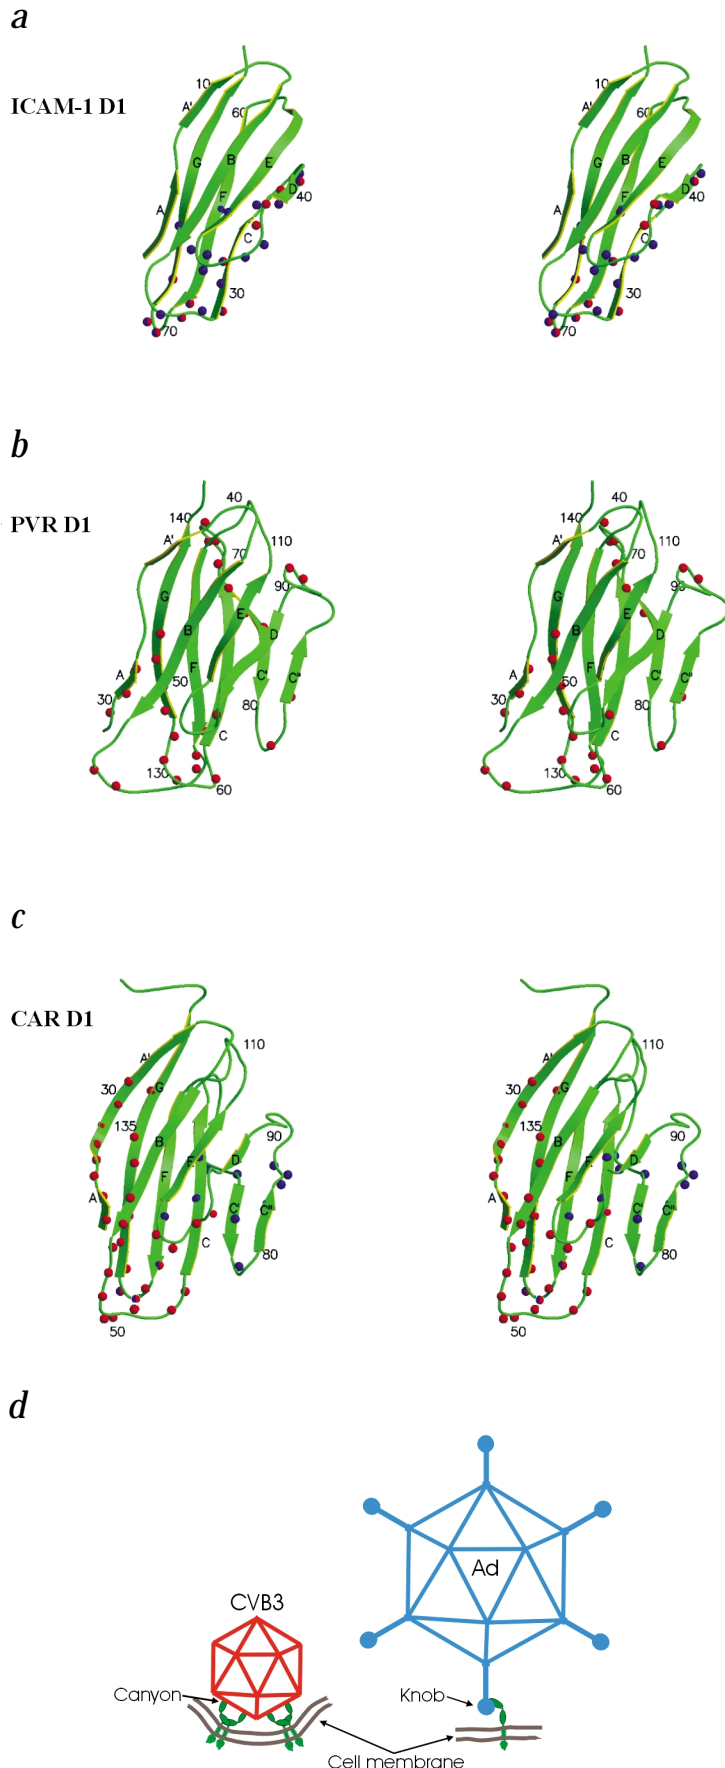 a
ICAM-1 D1
10
A'
60
G
B
E
F
D
40
A
C
30
70
10
A'
60
G
B
E
F
D
40
A
C
30
70
b
PVR D1
40
140
A'
110
70
90
G
E
B
D
F
A
50
C'
C"
30
80
C
130
60
40
140
A'
110
70
90
G
E
B
D
F
A
50
C'
C"
30
80
C
130
60
c
CAR D1
110
A'
30
G
135
90
B
D
E
F
A
C'
C"
C
80
50
110
A'
30
G
135
90
B
D
E
F
A
C'
C"
C
80
50
d
Ad
CVB3
Canyon
Knob
Cell membrane